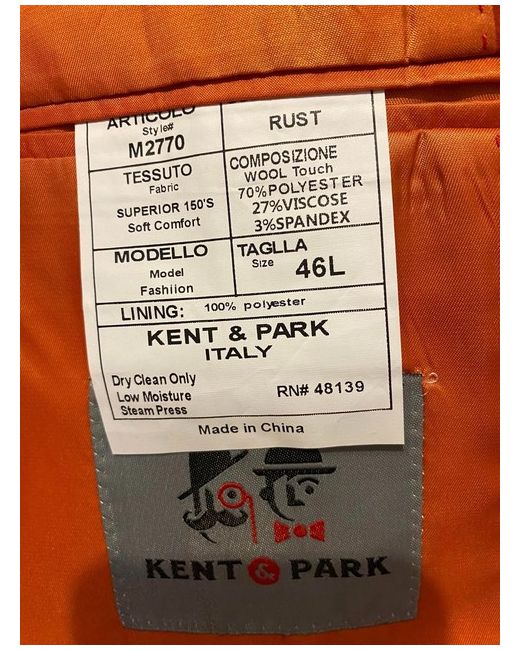 ARTICOLO
Style#
M2770
RUST
TESSUTO
Fabric
SUPERIOR 150'S
Soft Comfort
COMPOSIZIONE
WOOL Touch
70%POLYESTER
27%VISCOSE
3%SPANDEX
MODELLO
Model
Fashiion
TAGLLA
Size 46L
LINING: 100% polyester
KENT & PARK
ITALY
Dry Clean Only
Low Moisture
Steam Press
RN# 48139
Made in China
KENT & PARK